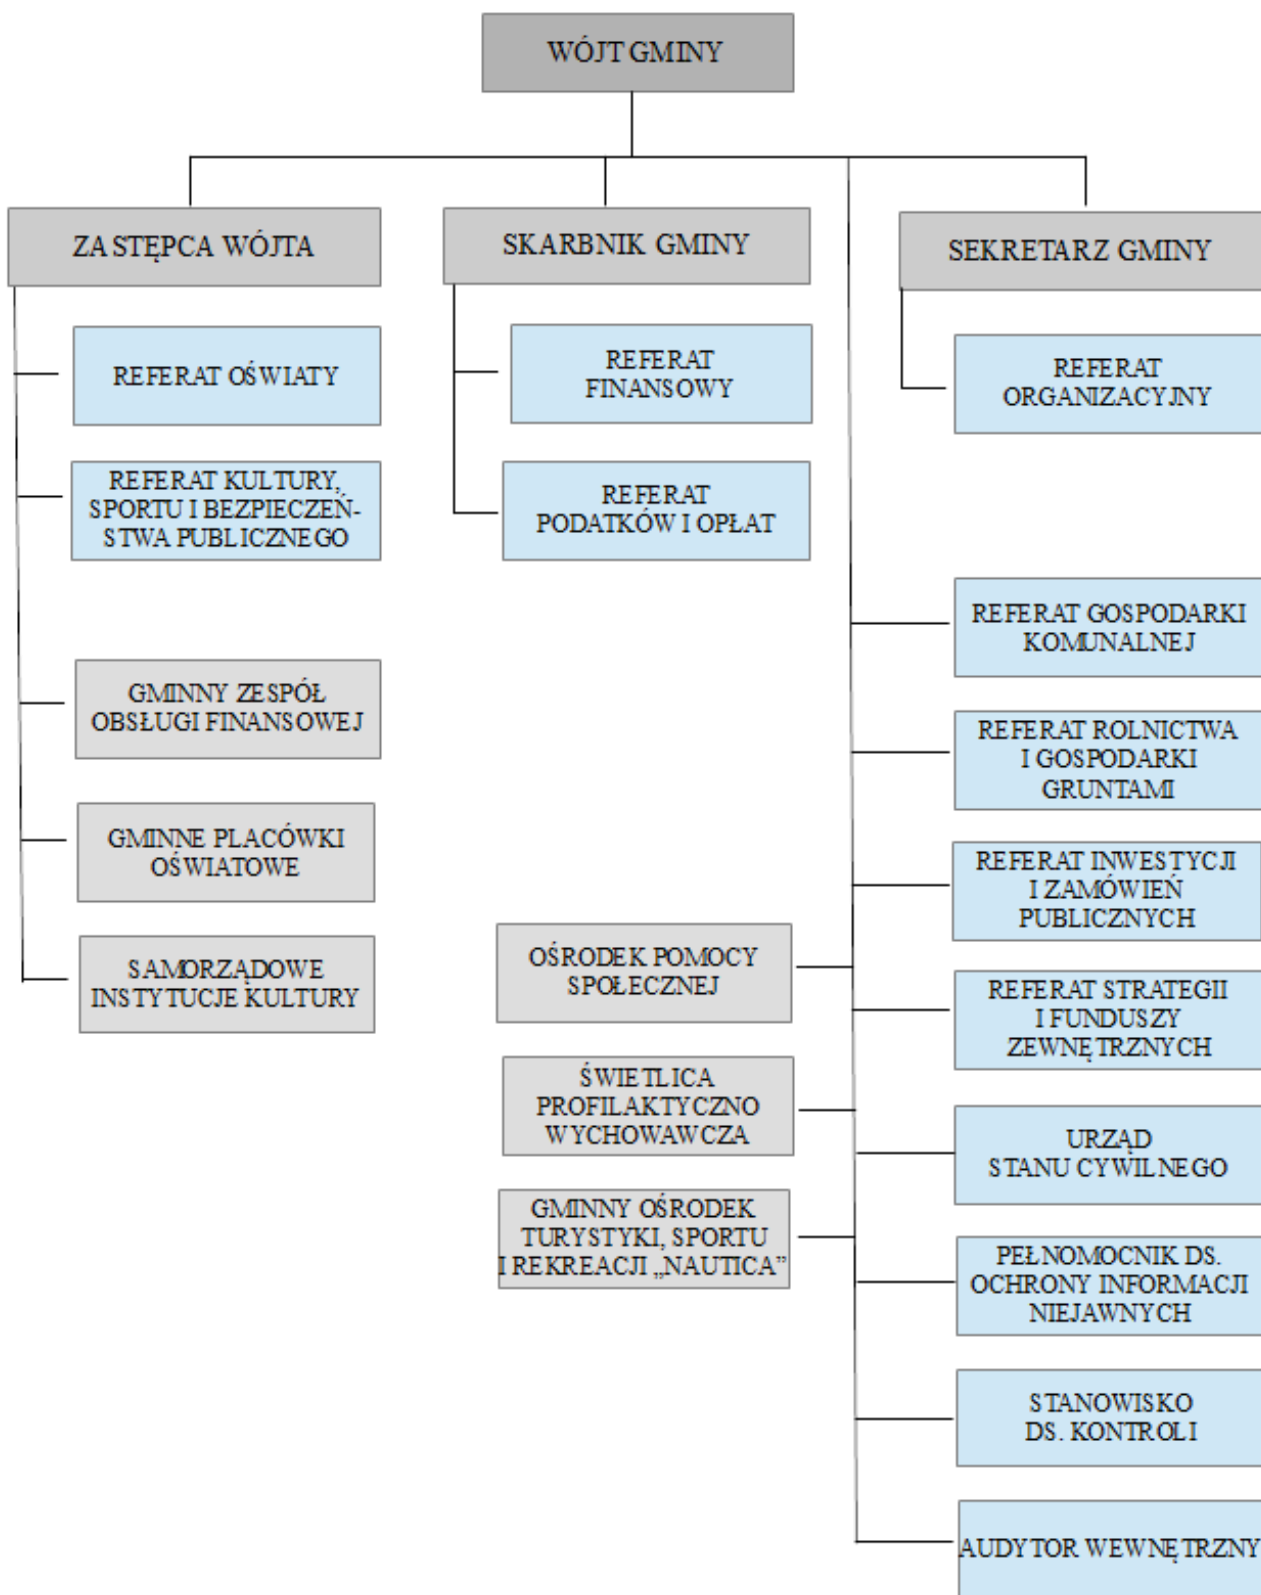 WÓJT GMINY
ZASTĘPCA WÓJTA
SKARBNIK GMINY
SEKRETARZ GMINY
REFERAT OŚWIATY
REFERAT KULTURY,
SPORTU I BEZPIECZEŃ-
STWA PUBLICZNEGO
GMINNY ZESPÓŁ
OBSŁUGI FINANSOWEJ
GMINNE PLACÓWKI
OŚWIATOWE
SAMORZĄDOWE
INSTYTUCJE KULTURY
REFERAT
FINANSOWY
REFERAT
PODATKÓW I OPŁAT
OŚRODEK POMOCY
SPOŁECZNEJ
ŚWIETLICA
PROFILAKTYCZNO
WYCHOWAWCZA
GMINNY OŚRODEK
TURYSTYKI, SPORTU
I REKREACJI „NAUTICA”
REFERAT
ORGANIZACYJNY
REFERAT GOSPODARKI
KOMUNALNEJ
REFERAT ROLNICTWA
I GOSPODARKI
GRUNTAMI
REFERAT INWESTYCJI
I ZAMÓWIEŃ
PUBLICZNYCH
REFERAT STRATEGII
I FUNDUSZY
ZEWNĘTRZNYCH
URZĄD
STANU CYWILNEGO
PEŁNOMOCNIK DS.
OCHRONY INFORMACJI
NIEJAWNYCH
STANOWISKO
DS. KONTROLI
AUDYTOR WEWNĘTRZNY